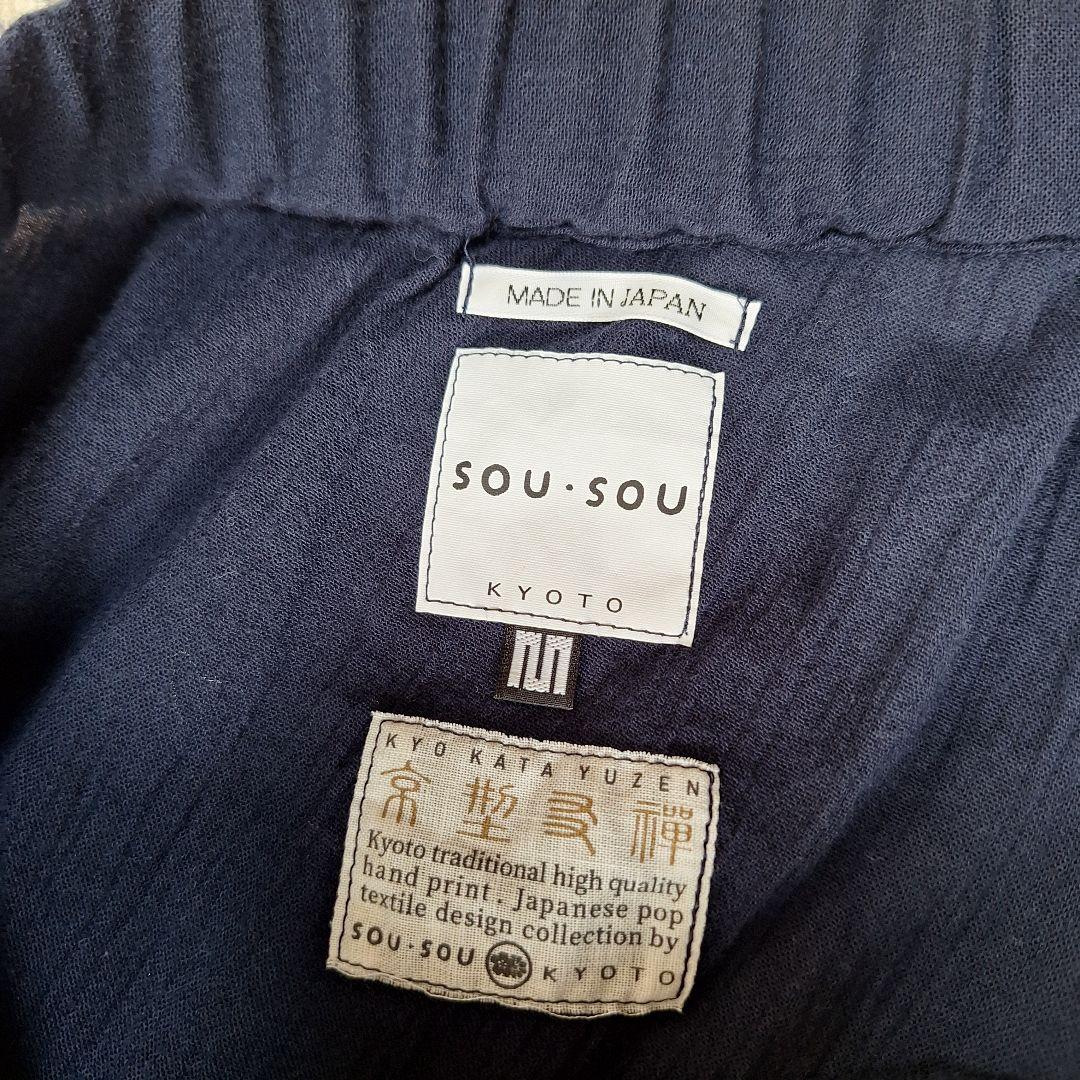 MADE IN JAPAN
SOU·SOU
KYOTO
M
KYO KATA YUZEN
京型友禅
Kyoto traditional high quality
hand print. Japanese pop
textile design collection by
SOU·SOU KYOTO